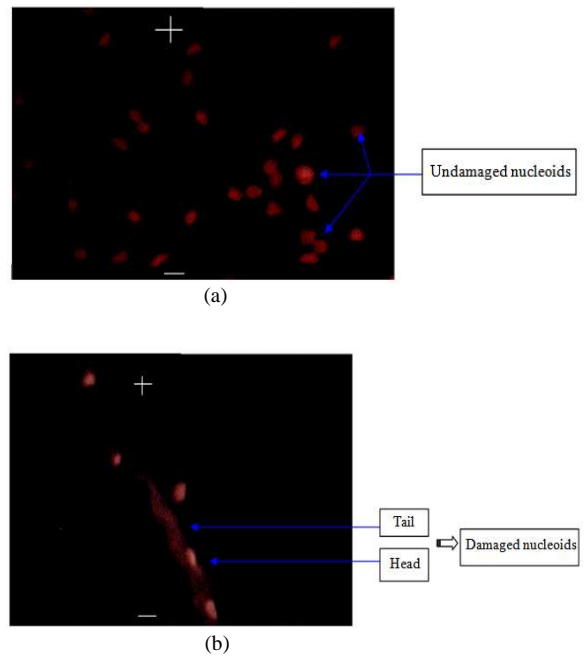 +
Undamaged nucleoids
—
(a)
+
Tail
Head
Damaged nucleoids
—
(b)